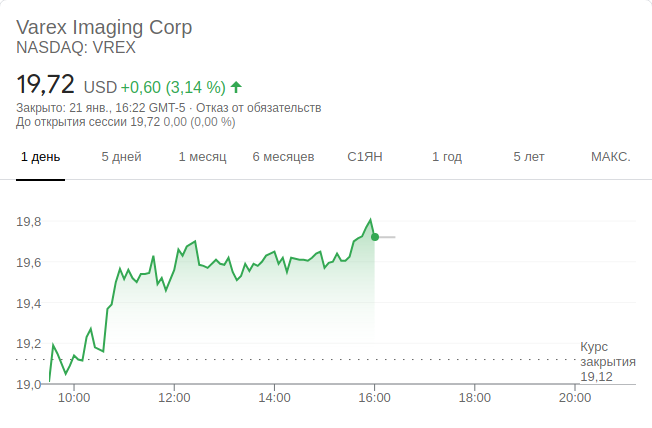 Varex Imaging Corp
NASDAQ: VREX
19,72 USD +0,60 (3,14 %)
Закрыто: 21 янв., 16:22 GMT-5 · Отказ от обязательств
До открытия сессии 19,72 0,00 (0,00 %)
1 день 5 дней 1 месяц 6 месяцев С1ЯН 1 год 5 лет МАКС.
19,8
19,6
19,4
19,2
Курс
закрытия
19,12
19,0
10:00 12:00 14:00 16:00 18:00 20:00